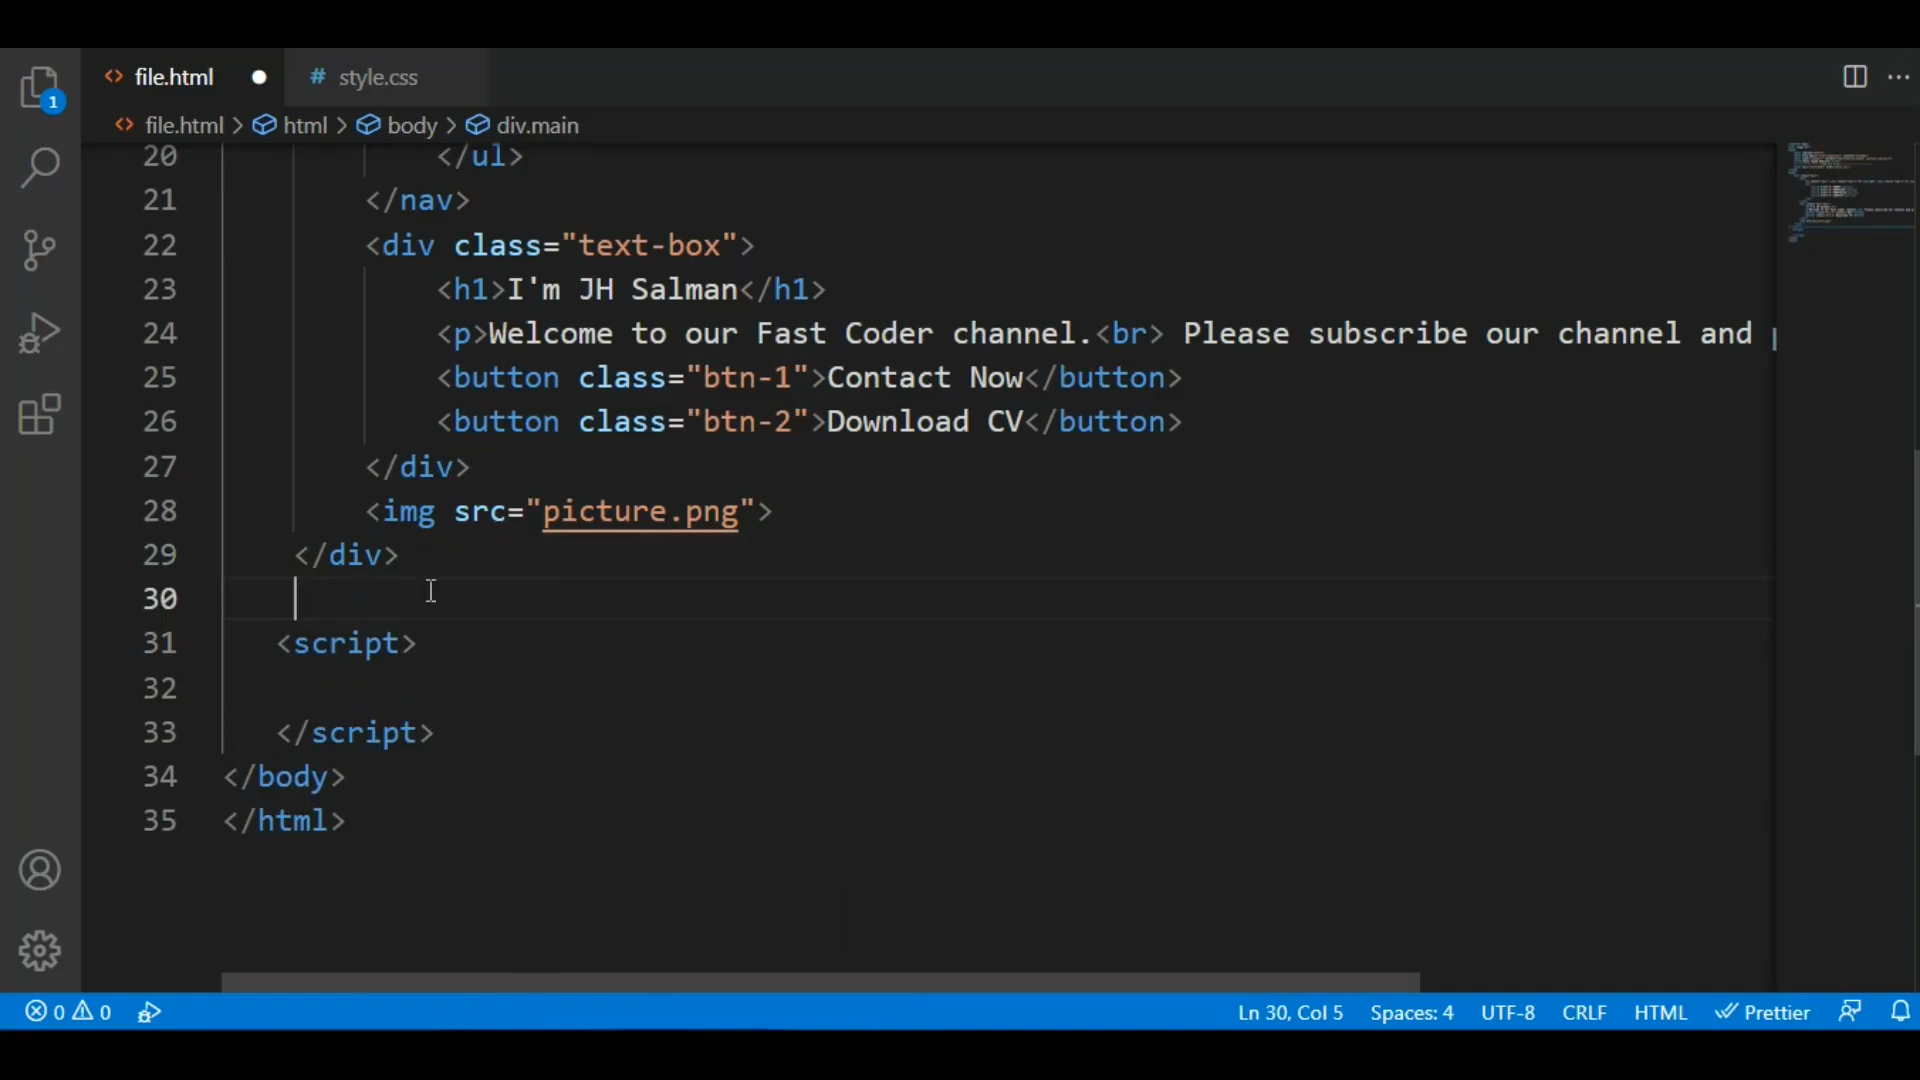 file.html
# style.css
file.html > html > body > div.main
1
20 </ul>
21 </nav>
22 <div class="text-box">
23 <h1>I'm JH Salman</h1>
24 <p>Welcome to our Fast Coder channel.<br> Please subscribe our channel and
25 <button class="btn-1">Contact Now</button>
26 <button class="btn-2">Download CV</button>
27 </div>
28 <img src="picture.png">
29 </div>
30
31 <script>
32
33 </script>
34 </body>
35 </html>
0 0 Ln 30, Col 5 Spaces: 4 UTF-8 CRLF HTML Prettier